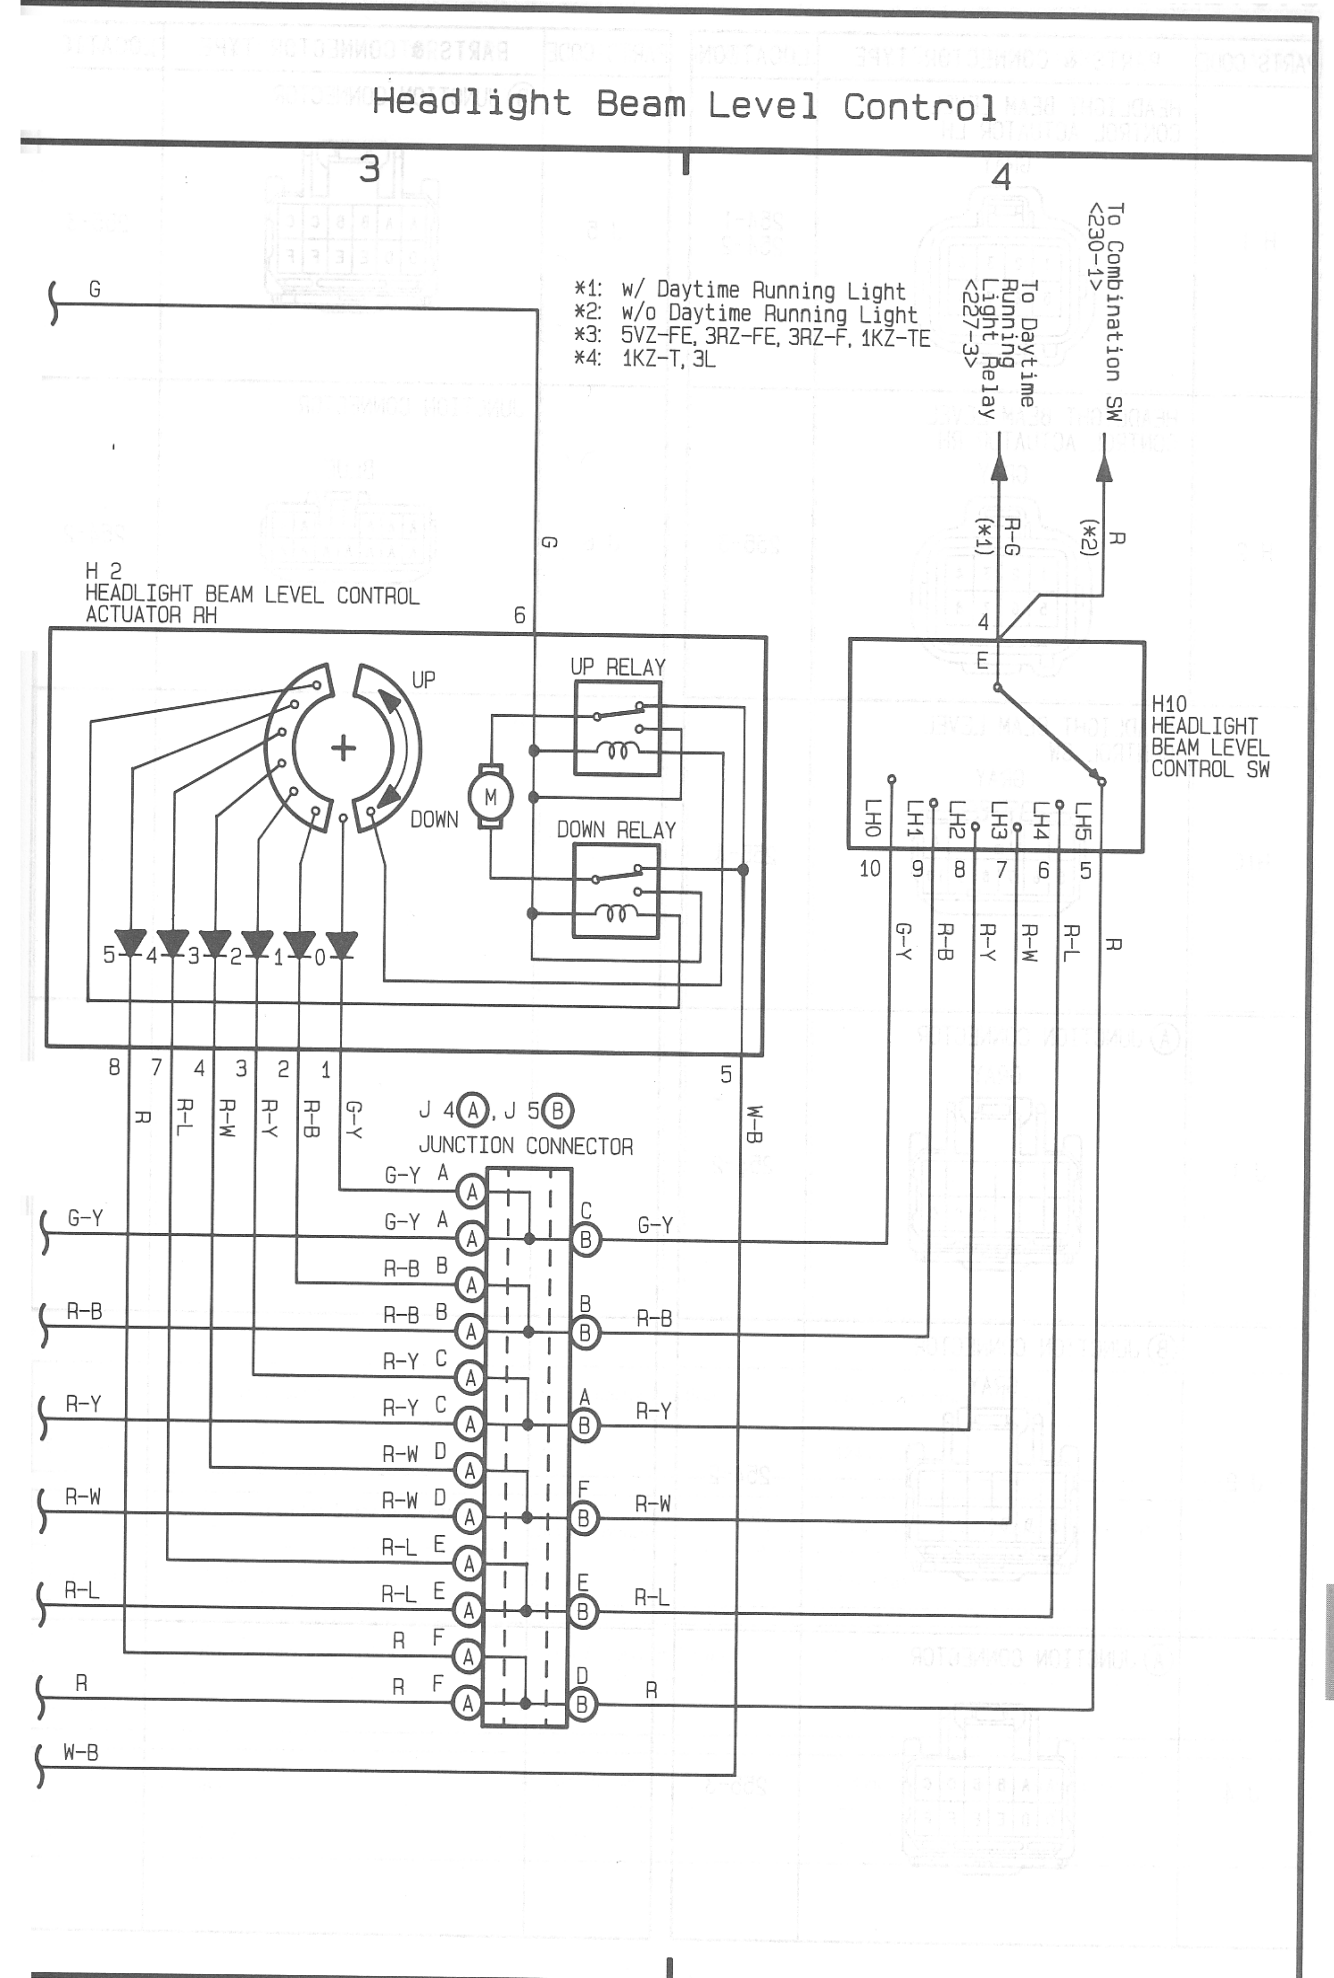 Headlight Beam Level Control
3
4
To Combination SW
<230-1>
To Daytime
Running
Light Relay
<227-3>
*1: w/ Daytime Running Light
*2: w/o Daytime Running Light
*3: 5VZ-FE, 3RZ-FE, 3RZ-F, 1KZ-TE
*4: 1KZ-T, 3L
G
G
R-G
(*1)
R
(*2)
H 2
HEADLIGHT BEAM LEVEL CONTROL
ACTUATOR RH
6
4
E
UP
DOWN
UP RELAY
M
DOWN RELAY
H10
HEADLIGHT
BEAM LEVEL
CONTROL SW
LH0
LH1
LH2
LH3
LH4
LH5
10
9
8
7
6
5
G-Y
R-B
R-Y
R-W
R-L
R
5
4
3
2
1
0
8
7
4
3
2
1
5
R
R-L
R-W
R-Y
R-B
G-Y
W-B
J 4 A, J 5 B
JUNCTION CONNECTOR
G-Y A A
G-Y
G-Y A A
C B G-Y
R-B B A
R-B
R-B B A
B B R-B
R-Y C A
R-Y
R-Y C A
A B R-Y
R-W D A
R-W
R-W D A
F B R-W
R-L E A
R-L
R-L E A
E B R-L
R F A
R
R F A
D B R
W-B